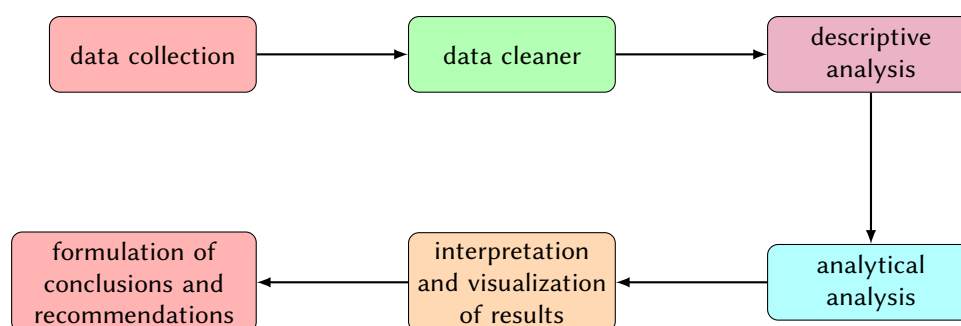 data collection
data cleaner
descriptive
analysis
analytical
analysis
interpretation
and visualization
of results
formulation of
conclusions and
recommendations